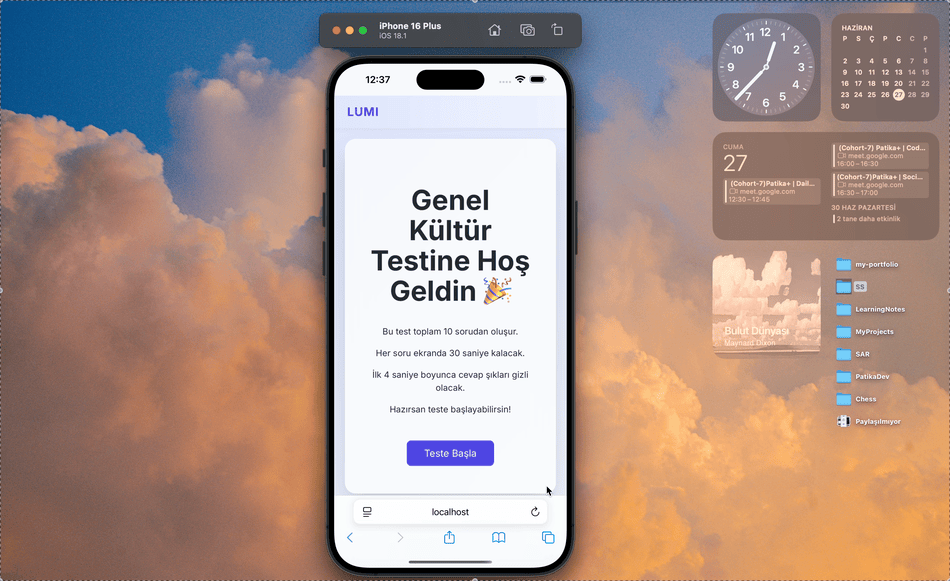 iPhone 16 Plus
iOS 18.1
12:37
LUMI
Genel
Kültür
Testine Hoş
Geldin 🎉
Bu test toplam 10 sorudan oluşur.
Her soru ekranda 30 saniye kalacak.
İlk 4 saniye boyunca cevap şıkları gizli
olacak.
Hazırsan teste başlayabilirsin!
Teste Başla
localhost
12
1
2
3
4
5
6
7
8
9
10
11
HAZİRAN
P S Ç P C C P
1
2 3 4 5 6 7 8
9 10 11 12 13 14 15
16 17 18 19 20 21 22
23 24 25 26 27 28 29
30
CUMA
27
(Cohort-7)Patika+ | Dail...
meet.google.com
12:30–12:45
(Cohort-7) Patika+ | Cod...
meet.google.com
16:00–16:30
(Cohort-7)Patika+ | Soci...
meet.google.com
16:30–17:00
30 HAZ PAZARTESİ
2 tane daha etkinlik
Bulut Dünyası
Maynard Dixon
my-portfolio
SS
LearningNotes
MyProjects
SAR
PatikaDev
Chess
Paylaşılmıyor